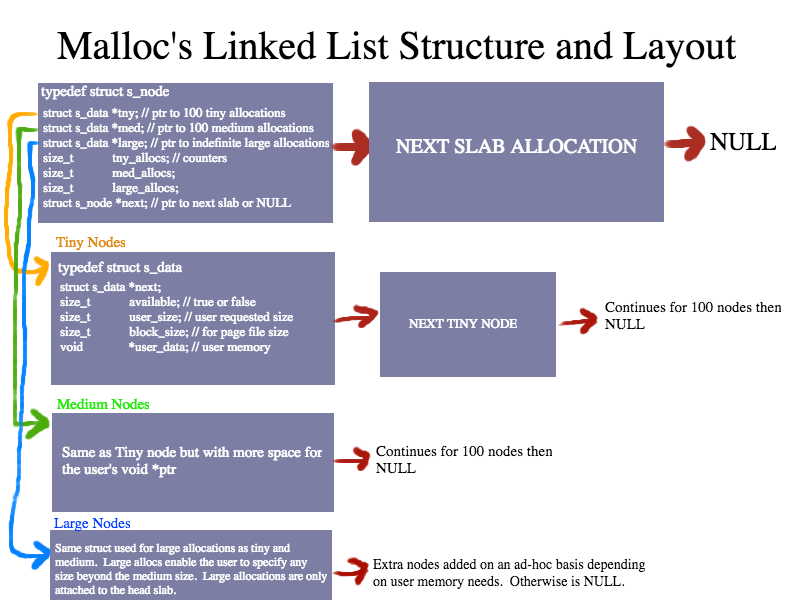 Malloc's Linked List Structure and Layout
typedef struct s_node
struct s_data *tny; // ptr to 100 tiny allocations
struct s_data *med; // ptr to 100 medium allocations
struct s_data *large; // ptr to indefinite large allocations
size_t tny_allocs; // counters
size_t med_allocs;
size_t large_allocs;
struct s_node *next; // ptr to next slab or NULL
NEXT SLAB ALLOCATION
NULL
Tiny Nodes
typedef struct s_data
struct s_data *next;
size_t available; // true or false
size_t user_size; // user requested size
size_t block_size; // for page file size
void *user_data; // user memory
NEXT TINY NODE
Continues for 100 nodes then
NULL
Medium Nodes
Same as Tiny node but with more space for
the user's void *ptr
Continues for 100 nodes then
NULL
Large Nodes
Same struct used for large allocations as tiny and
medium. Large allocs enable the user to specify any
size beyond the medium size. Large allocations are only
attached to the head slab.
Extra nodes added on an ad-hoc basis depending
on user memory needs. Otherwise is NULL.